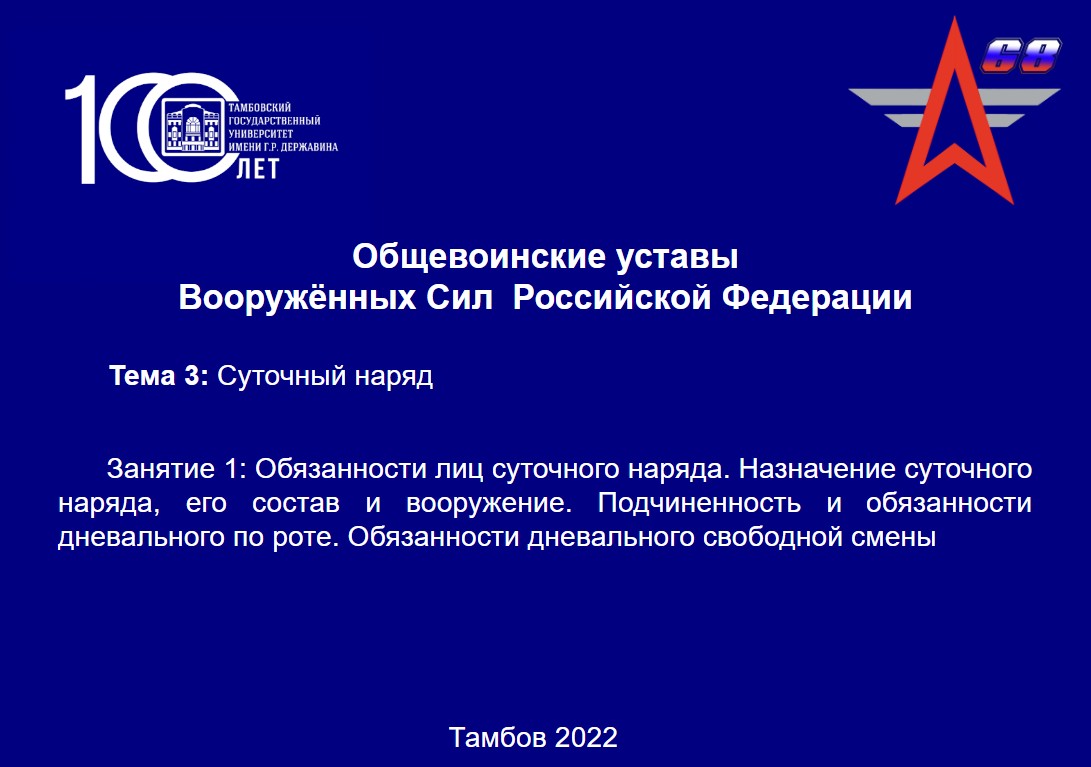 100
ТАМБОВСКИЙ
ГОСУДАРСТВЕННЫЙ
УНИВЕРСИТЕТ
ИМЕНИ Г.Р. ДЕРЖАВИНА
ЛЕТ
68
Общевоинские уставы
Вооружённых Сил Российской Федерации
Тема 3: Суточный наряд
Занятие 1: Обязанности лиц суточного наряда. Назначение суточного
наряда, его состав и вооружение. Подчиненность и обязанности
дневального по роте. Обязанности дневального свободной смены
Тамбов 2022